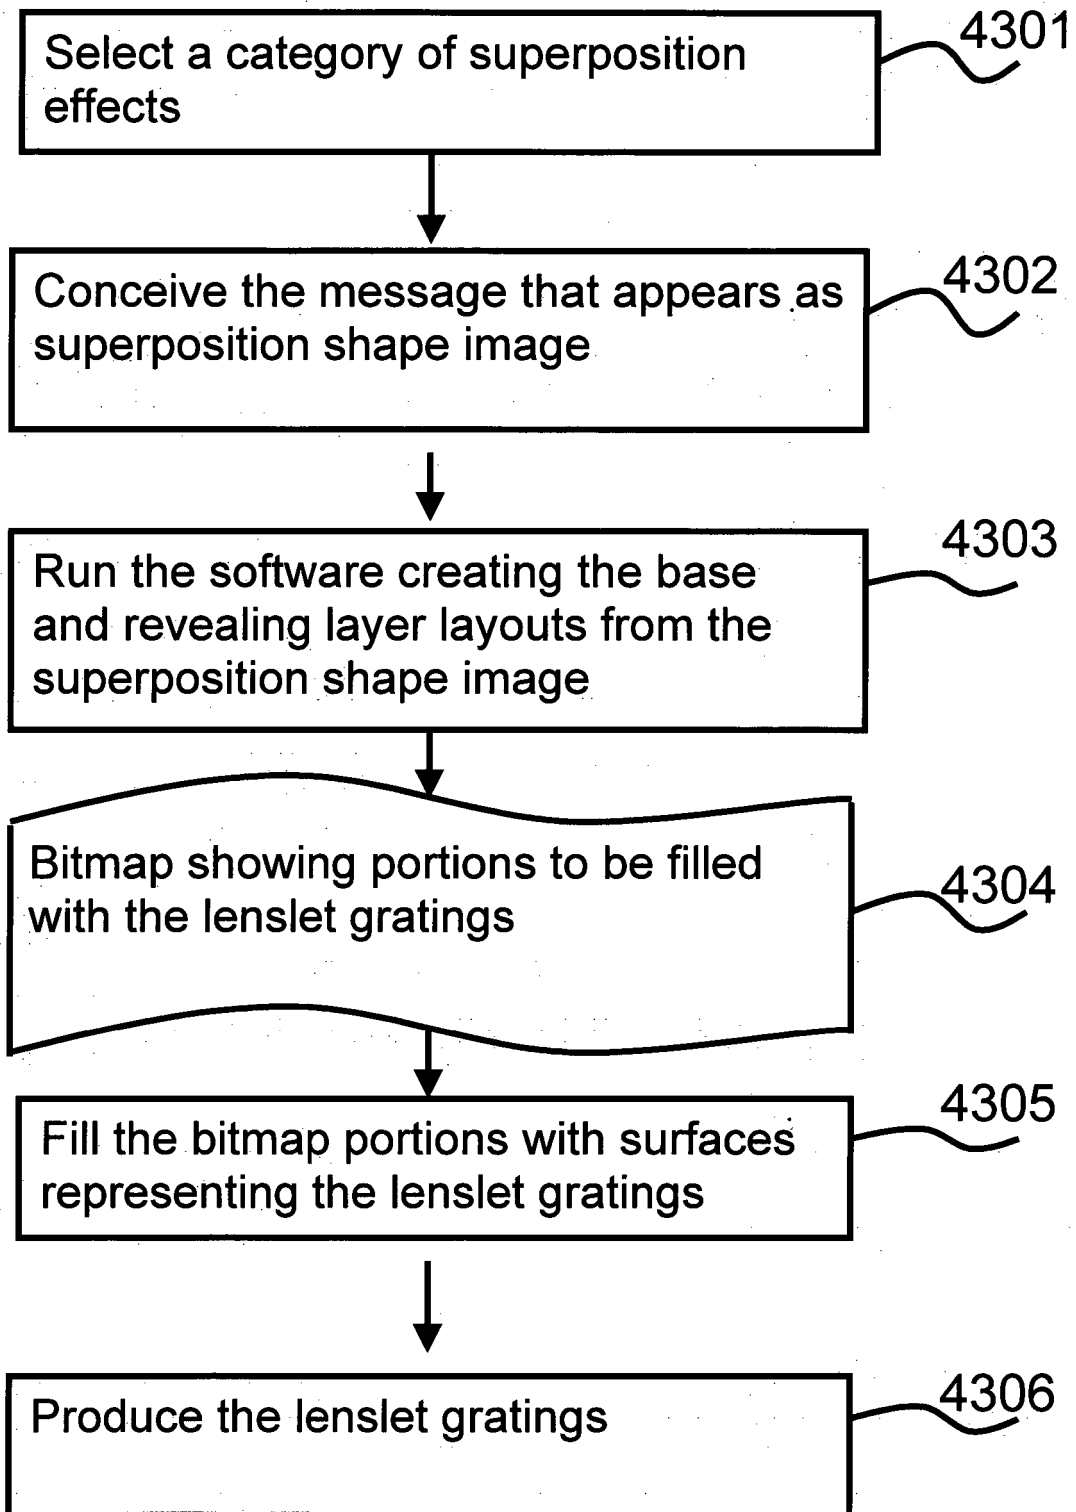 4301
Select a category of superposition
effects
4302
Conceive the message that appears as
superposition shape image
4303
Run the software creating the base
and revealing layer layouts from the
superposition shape image
Bitmap showing portions to be filled
with the lenslet gratings
4304
4305
Fill the bitmap portions with surfaces
representing the lenslet gratings
4306
Produce the lenslet gratings